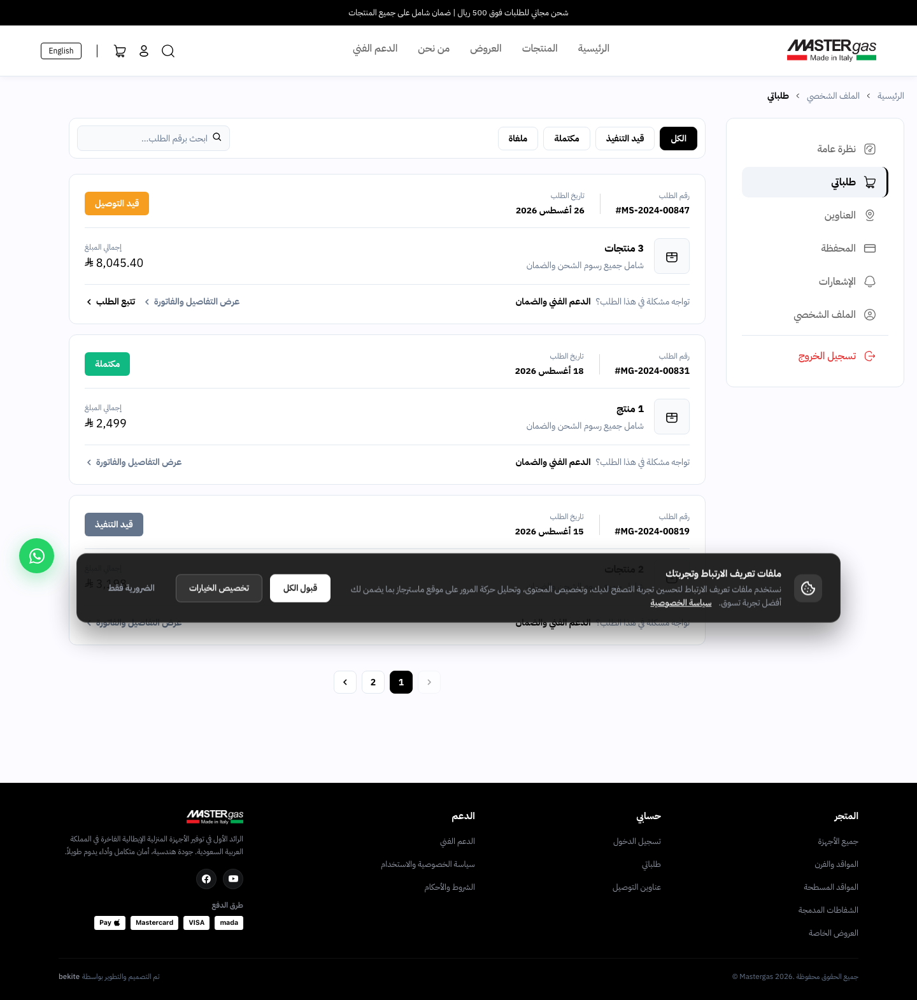 شحن مجاني للطلبات فوق 500 ريال | ضمان شامل على جميع المنتجات
MASTERgas
Made in Italy
الرئيسية
المنتجات
العروض
من نحن
الدعم الفني
English
الرئيسية
الملف الشخصي
طلباتي
نظرة عامة
طلباتي
العناوين
المحفظة
الإشعارات
الملف الشخصي
تسجيل الخروج
الكل
قيد التنفيذ
مكتملة
ملغاة
ابحث برقم الطلب...
رقم الطلب
#MS-2024-00847
تاريخ الطلب
26 أغسطس 2026
قيد التوصيل
3 منتجات
شامل جميع رسوم الشحن والضمان
إجمالي المبلغ
8,045.40
تواجه مشكلة في هذا الطلب؟ الدعم الفني والضمان
عرض التفاصيل والفاتورة
تتبع الطلب
رقم الطلب
#MG-2024-00831
تاريخ الطلب
18 أغسطس 2026
مكتملة
1 منتج
شامل جميع رسوم الشحن والضمان
إجمالي المبلغ
2,499
تواجه مشكلة في هذا الطلب؟ الدعم الفني والضمان
عرض التفاصيل والفاتورة
رقم الطلب
#MG-2024-00819
تاريخ الطلب
15 أغسطس 2026
قيد التنفيذ
2 منتجات
إجمالي المبلغ
3,198
ملفات تعريف الارتباط وتجربتك
نستخدم ملفات تعريف الارتباط لتحسين تجربة التصفح لديك، وتخصيص المحتوى، وتحليل حركة المرور على موقع ماسترجاز بما يضمن لك
أفضل تجربة تسوق. سياسة الخصوصية
قبول الكل
تخصيص الخيارات
الضرورية فقط
تواجه مشكلة في هذا الطلب؟ الدعم الفني والضمان
عرض التفاصيل والفاتورة
1
2
المتجر
جميع الأجهزة
المواقد والفرن
المواقد المسطحة
الشفاطات المدمجة
العروض الخاصة
حسابي
تسجيل الدخول
طلباتي
عناوين التوصيل
الدعم
الدعم الفني
سياسة الخصوصية والاستخدام
الشروط والأحكام
MASTERgas
Made in Italy
الرائد الأول في توفير الأجهزة المنزلية الإيطالية الفاخرة في المملكة
العربية السعودية. جودة هندسية، أمان متكامل وأداء يدوم طويلاً.
طرق الدفع
mada
VISA
Mastercard
Pay
جميع الحقوق محفوظة .2026 Mastergas ©
تم التصميم والتطوير بواسطة bekite